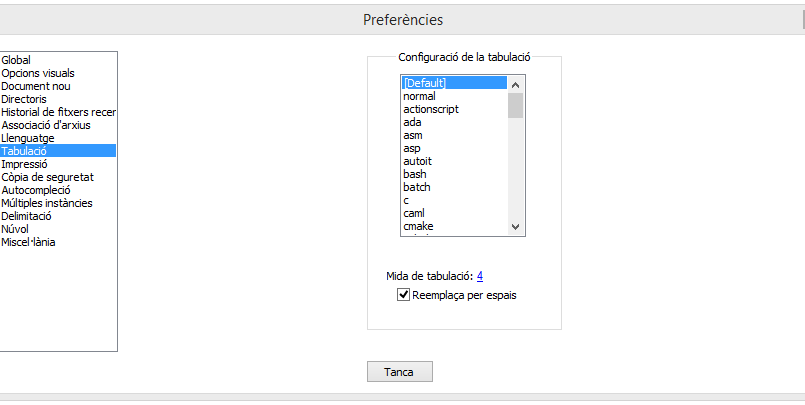 Preferències
Global
Opcions visuals
Document nou
Directoris
Historial de fitxers recer
Associació d'arxius
Llenguatge
Tabulació
Impressió
Còpia de seguretat
Autocompleció
Múltiples instàncies
Delimitació
Núvol
Miscel·lània
Configuració de la tabulació
[Default]
normal
actionscript
ada
asm
asp
autoit
bash
batch
c
caml
cmake
Mida de tabulació: 4
Reemplaça per espais
Tanca